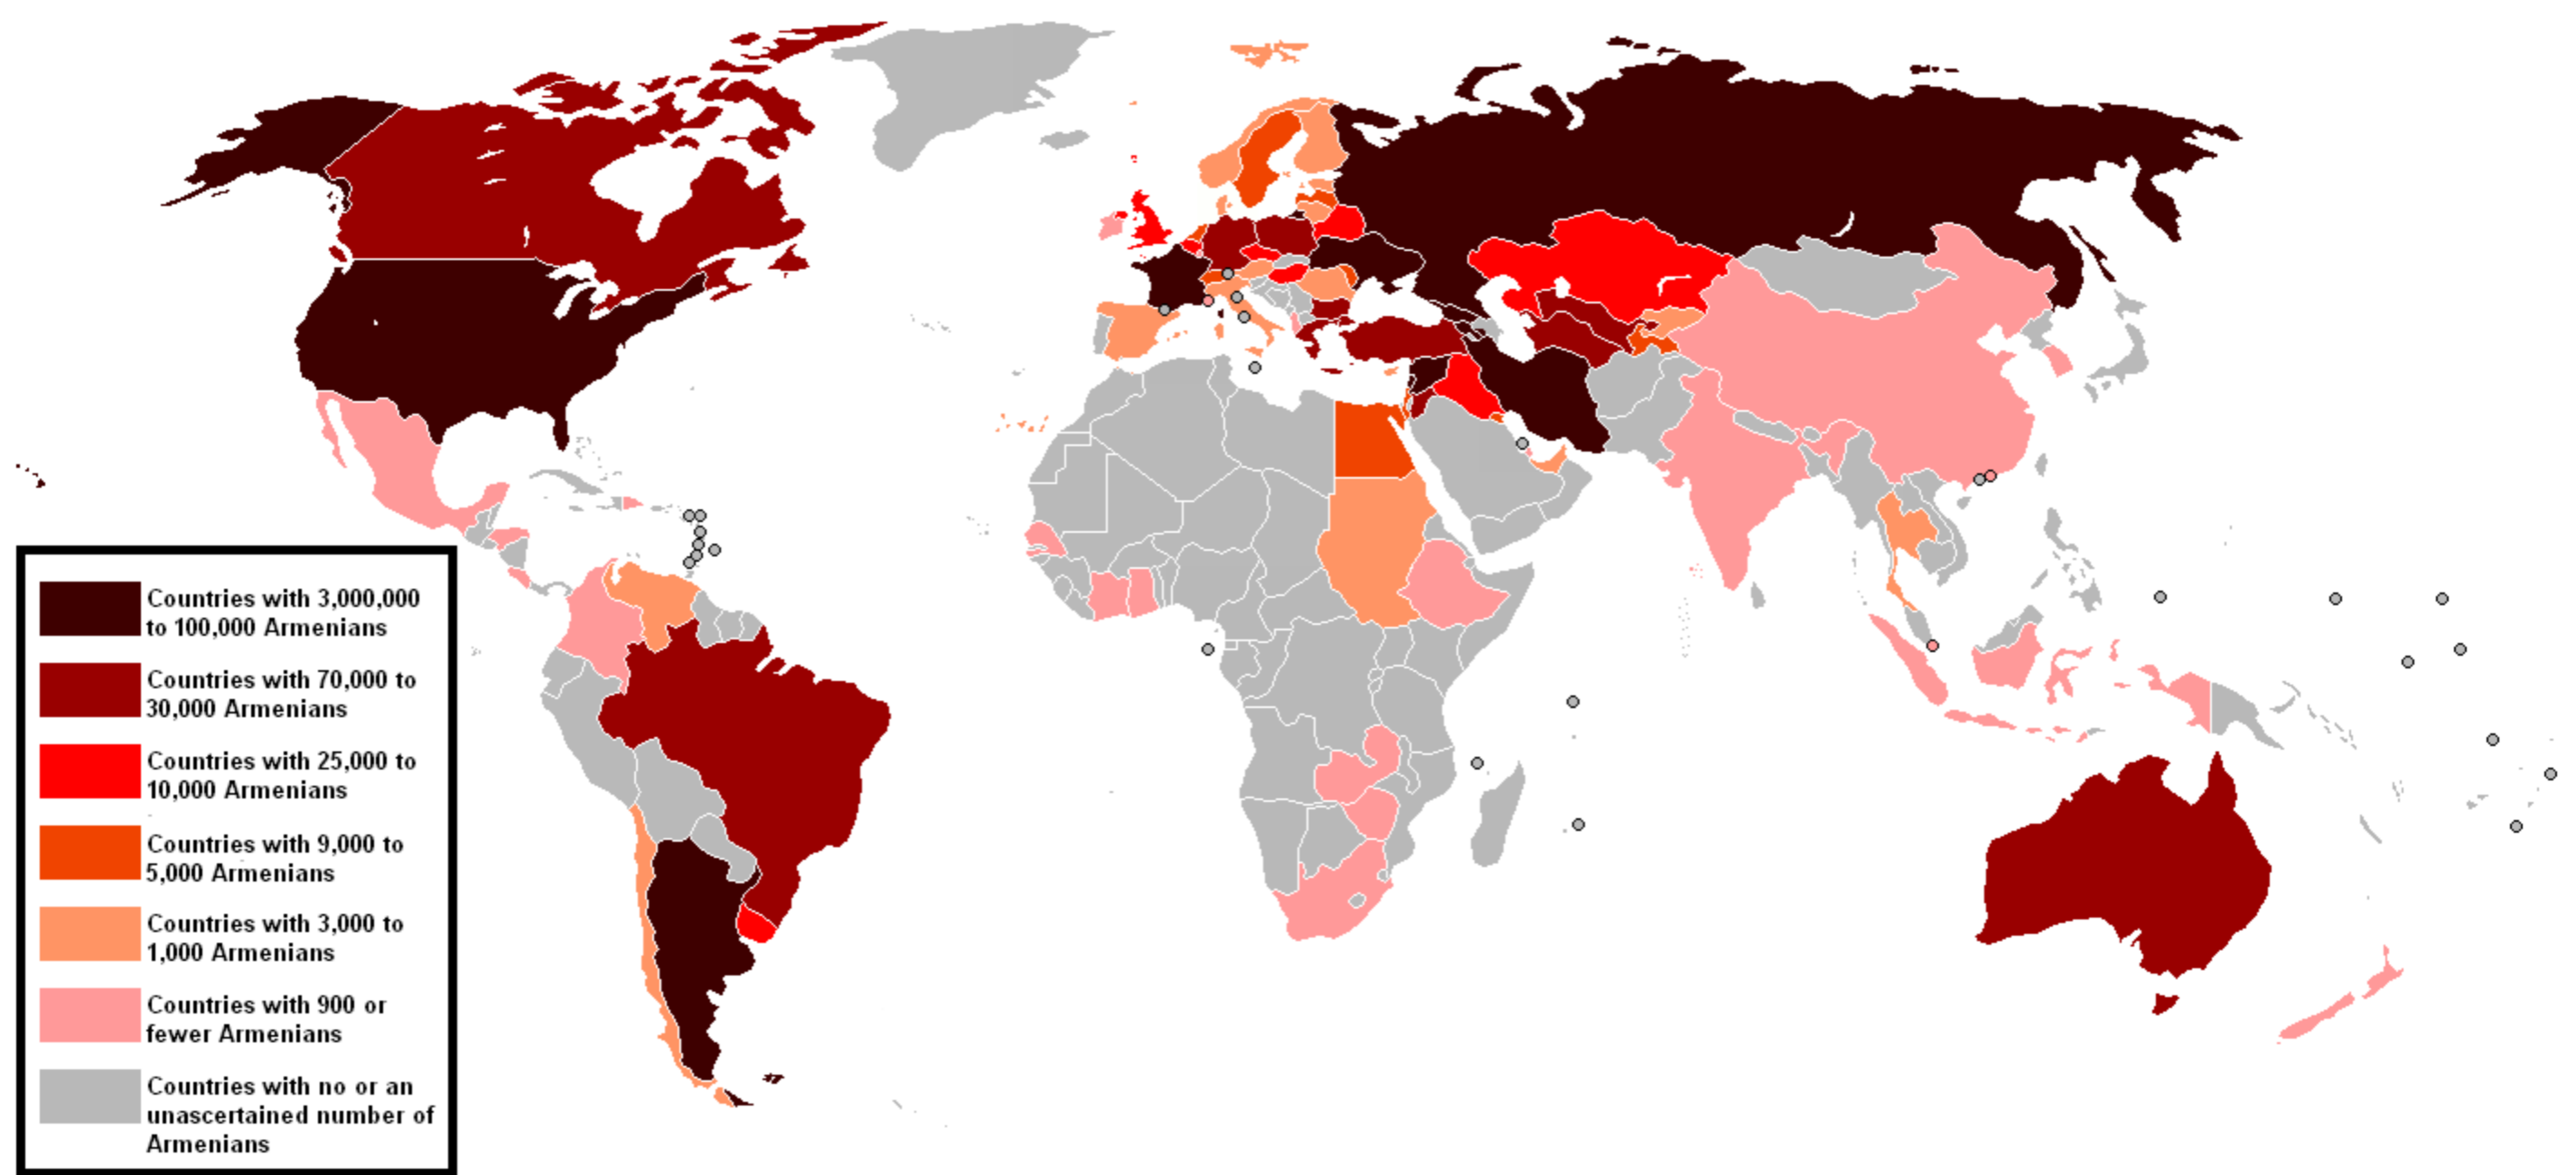 Countries with 3,000,000
to 100,000 Armenians
Countries with 70,000 to
30,000 Armenians
Countries with 25,000 to
10,000 Armenians
Countries with 9,000 to
5,000 Armenians
Countries with 3,000 to
1,000 Armenians
Countries with 900 or
fewer Armenians
Countries with no or an
unascertained number of
Armenians